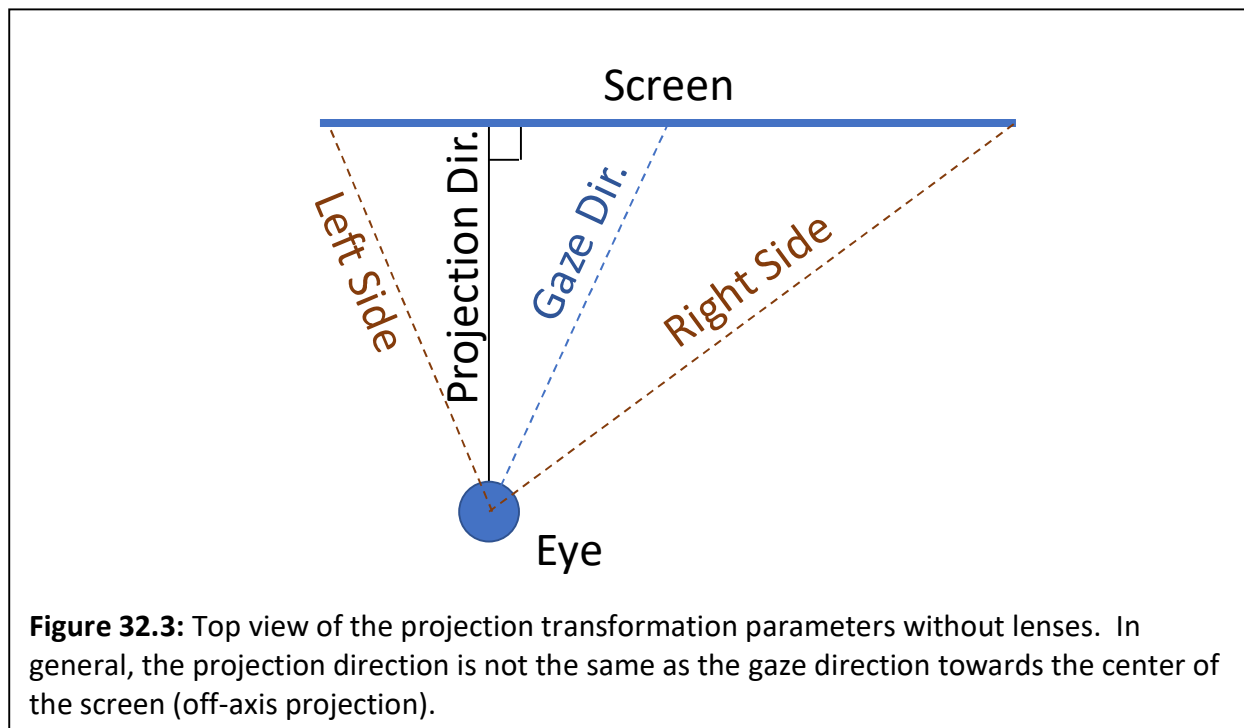 Screen
Left Side
Projection Dir.
Gaze Dir.
Right Side
Eye
Figure 32.3: Top view of the projection transformation parameters without lenses.  In
general, the projection direction is not the same as the gaze direction towards the center of
the screen (off-axis projection).